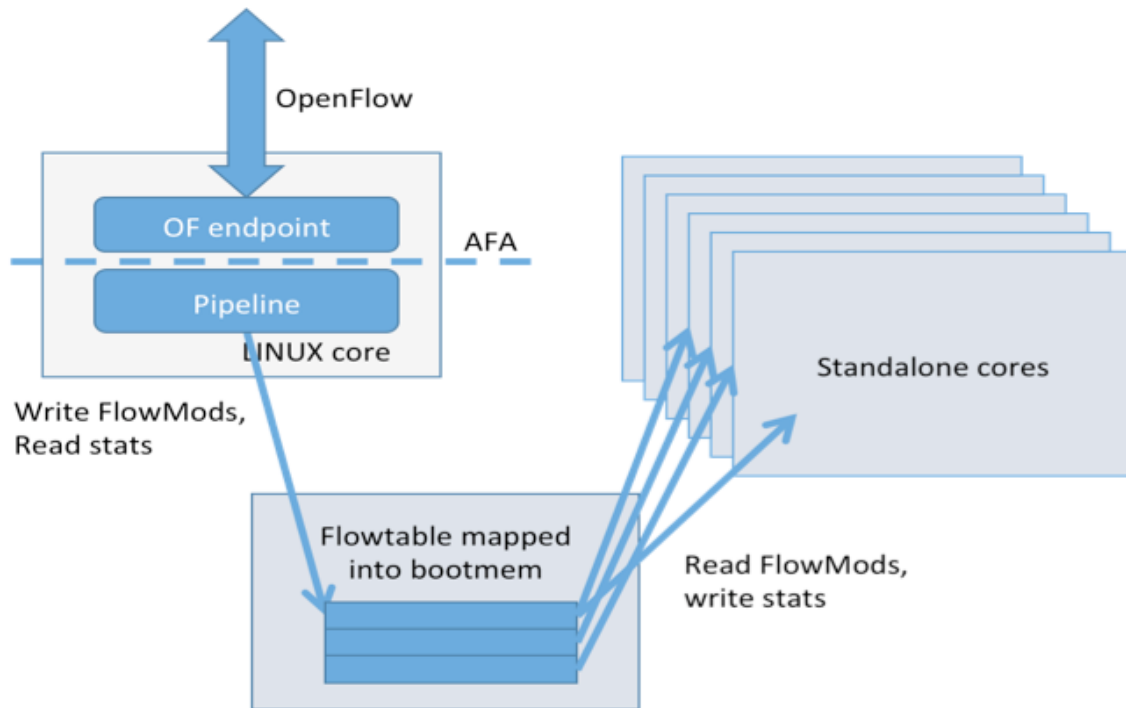 OpenFlow
OF endpoint
AFA
Pipeline
LINUX core
Standalone cores
Write FlowMods,
Read stats
Flowtable mapped
into bootmem
Read FlowMods,
write stats